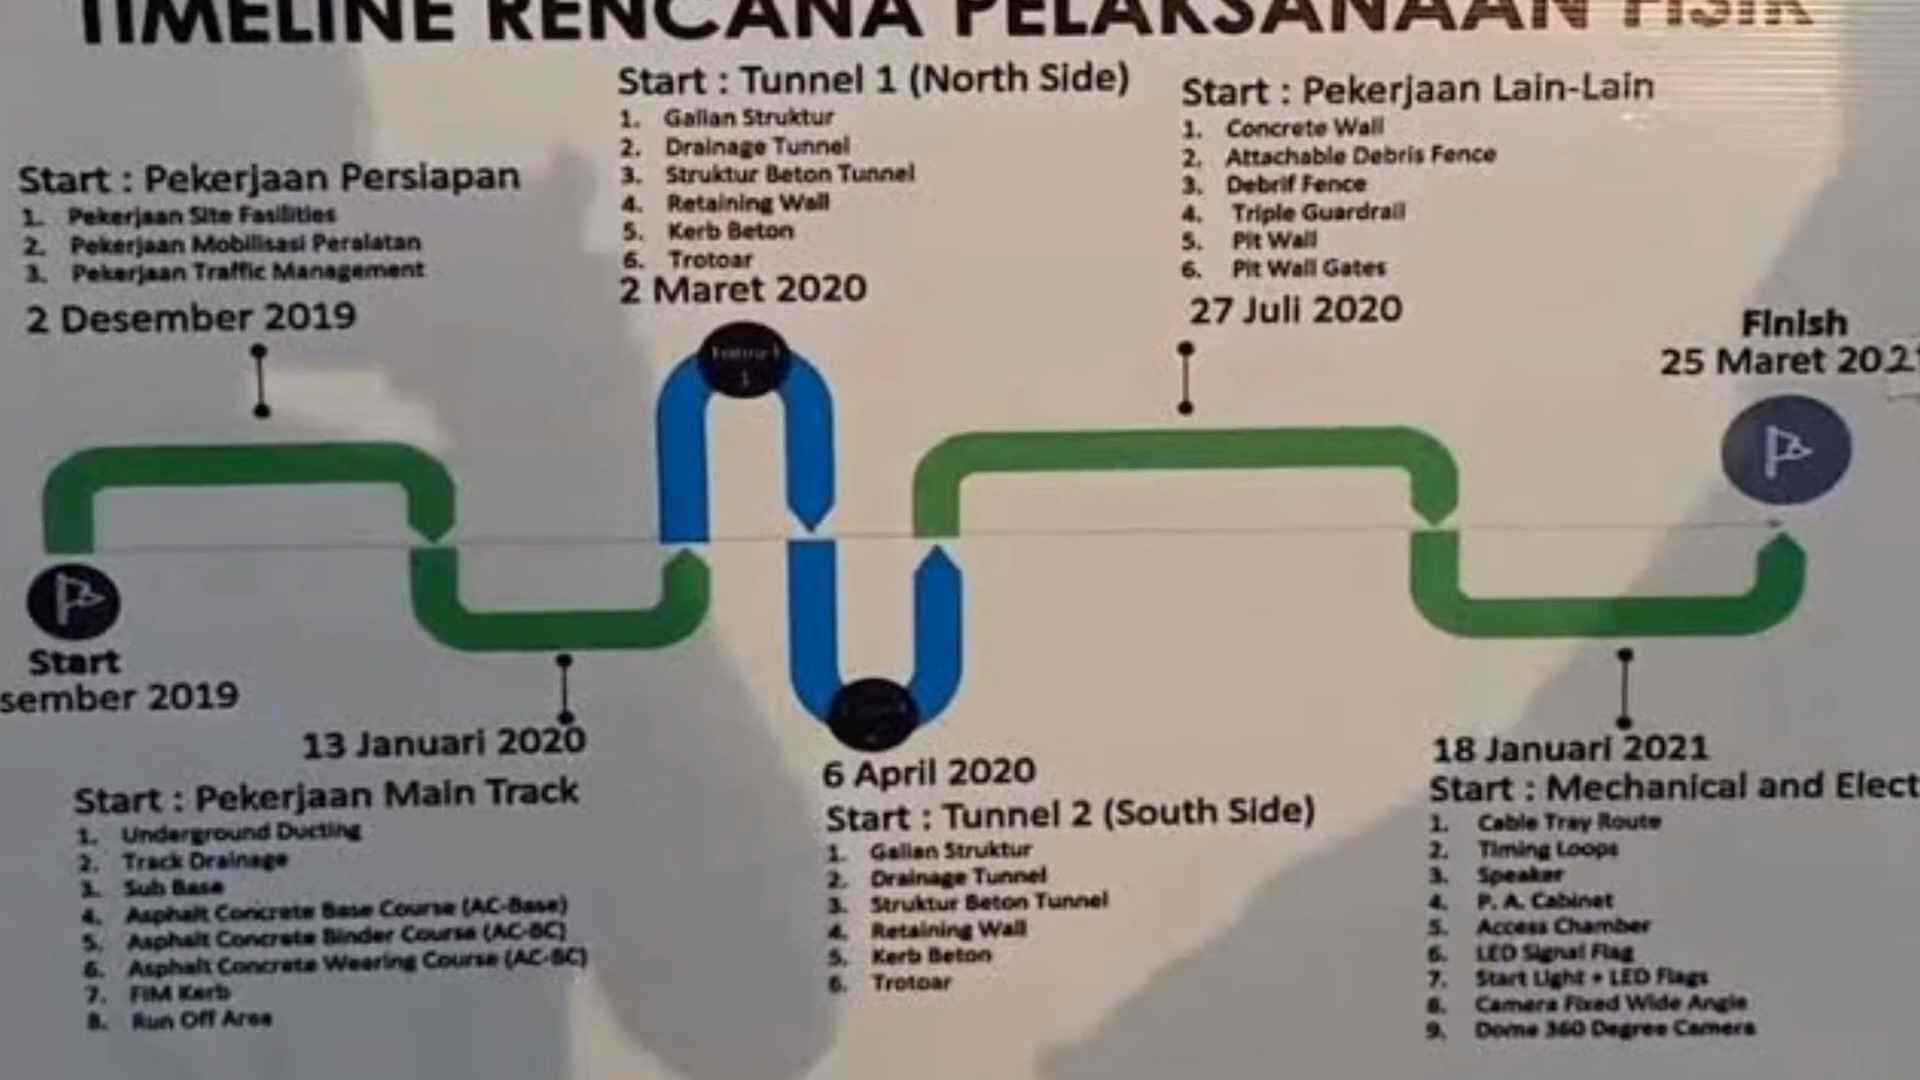 TIMELINE RENCANA PELAKSANAAN FISIK
Start : Pekerjaan Persiapan
1. Pekerjaan Site Fasilities
2. Pekerjaan Mobilisasi Peralatan
3. Pekerjaan Traffic Management
2 Desember 2019
Start : Tunnel 1 (North Side)
1. Galian Struktur
2. Drainage Tunnel
3. Struktur Beton Tunnel
4. Retaining Wall
5. Kerb Beton
6. Trotoar
2 Maret 2020
Start : Pekerjaan Lain-Lain
1. Concrete Wall
2. Attachable Debris Fence
3. Debrif Fence
4. Triple Guardrail
5. Pit Wall
6. Pit Wall Gates
27 Juli 2020
Finish
25 Maret 2021
Tunnel
1
Start
sember 2019
13 Januari 2020
Start : Pekerjaan Main Track
1. Underground Ducting
2. Track Drainage
3. Sub Base
4. Asphalt Concrete Base Course (AC-Base)
5. Asphalt Concrete Binder Course (AC-BC)
6. Asphalt Concrete Wearing Course (AC-BC)
7. FIM Kerb
8. Run Off Area
6 April 2020
Start : Tunnel 2 (South Side)
1. Galian Struktur
2. Drainage Tunnel
3. Struktur Beton Tunnel
4. Retaining Wall
5. Kerb Beton
6. Trotoar
18 Januari 2021
Start : Mechanical and Elect
1. Cable Tray Route
2. Timing Loops
3. Speaker
4. P. A. Cabinet
5. Access Chamber
6. LED Signal Flag
7. Start Light + LED Flags
8. Camera Fixed Wide Angle
9. Dome 360 Degree Camera